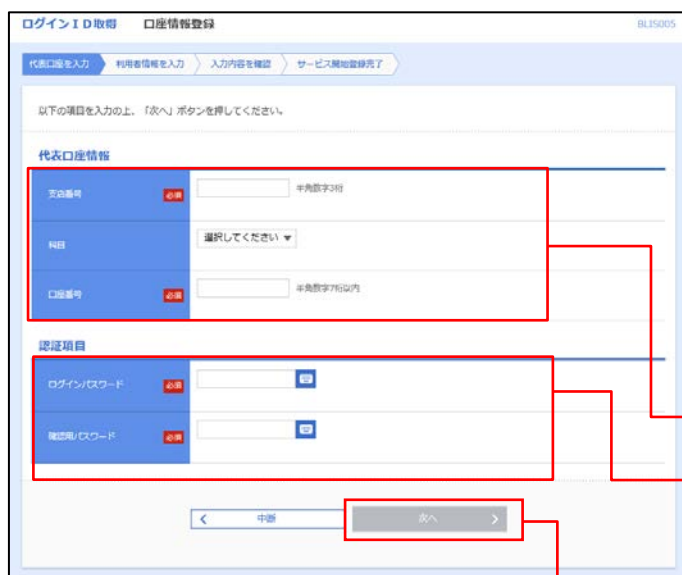 ログインＩＤ取得 口座情報登録 BLIS005
代表口座を入力 利用者情報を入力 入力内容を確認 サービス開始登録完了
以下の項目を入力の上、「次へ」ボタンを押してください。
代表口座情報
支店番号 必須 半角数字3桁
科目 選択してください ▼
口座番号 必須 半角数字7桁以内
認証項目
ログインパスワード 必須
確認用パスワード 必須
中断 次へ